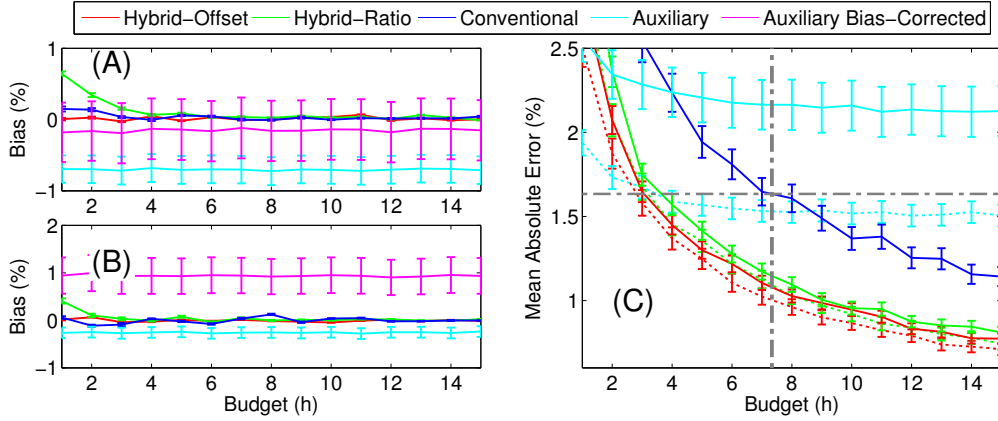 Hybrid-Offset Hybrid-Ratio Conventional Auxiliary Auxiliary Bias-Corrected
(A)
Bias (%)
1
0
-1
2 4 6 8 10 12 14
(B)
Bias (%)
2
1
0
-1
2 4 6 8 10 12 14
Budget (h)
(C)
Mean Absolute Error (%)
2.5
2
1.5
1
2 4 6 8 10 12 14
Budget (h)